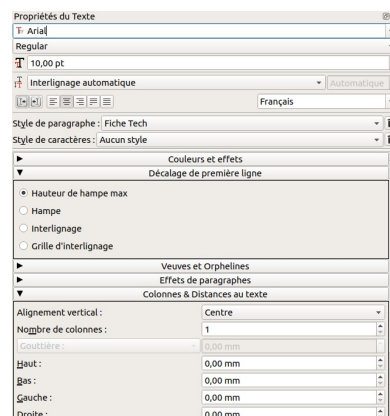 Propriétés du Texte
Arial
Regular
10,00 pt
Interlignage automatique Automatique
Français
Style de paragraphe : Fiche Tech
Style de caractères : Aucun style
Couleurs et effets
Décalage de première ligne
Hauteur de hampe max
Hampe
Interlignage
Grille d'interlignage
Veuves et Orphelines
Effets de paragraphes
Colonnes & Distances au texte
Alignement vertical : Centre
Nombre de colonnes : 1
Gouttière : 0,00 mm
Haut : 0,00 mm
Bas : 0,00 mm
Gauche : 0,00 mm
Droite : 0,00 mm